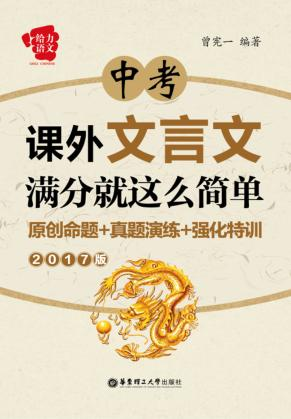 给力
语文
GEILI CHINESE
曾宪一 编著
中考
课外文言文
满分就这么简单
原创命题+真题演练+强化特训
2017版
华东理工大学出版社